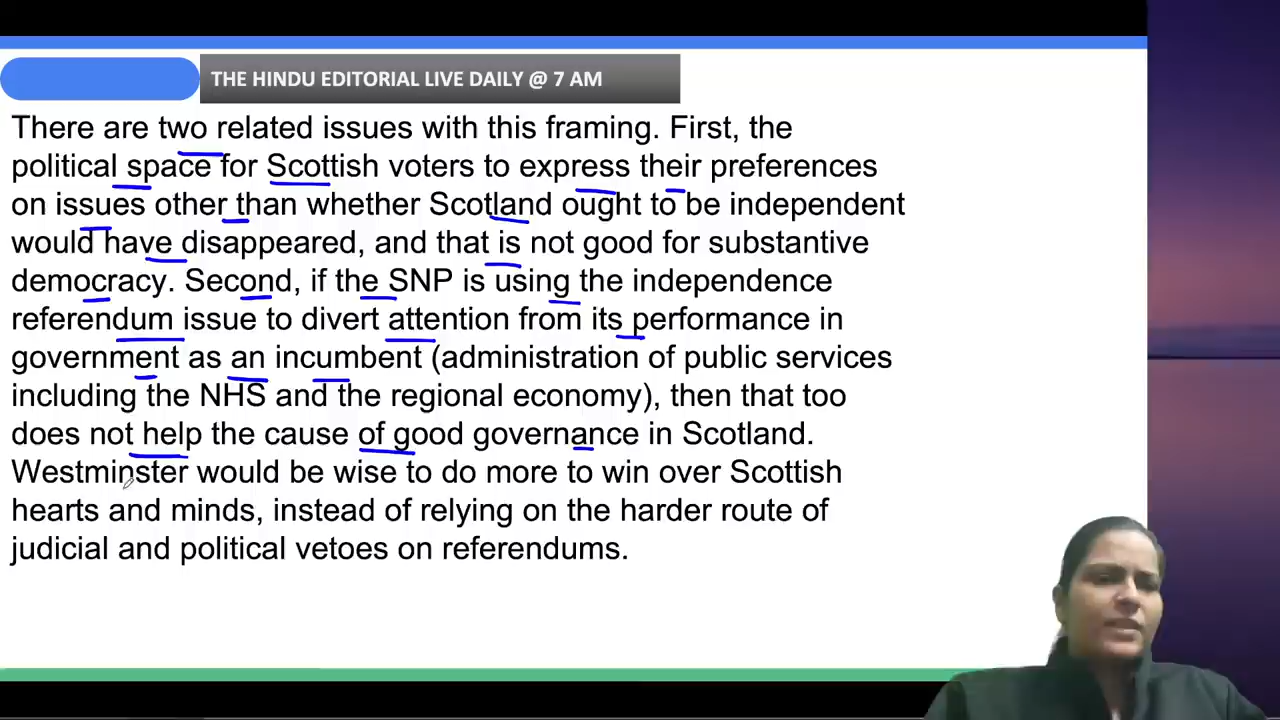 THE HINDU EDITORIAL LIVE DAILY @ 7 AM
There are two related issues with this framing. First, the
political space for Scottish voters to express their preferences
on issues other than whether Scotland ought to be independent
would have disappeared, and that is not good for substantive
democracy. Second, if the SNP is using the independence
referendum issue to divert attention from its performance in
government as an incumbent (administration of public services
including the NHS and the regional economy), then that too
does not help the cause of good governance in Scotland.
Westminster would be wise to do more to win over Scottish
hearts and minds, instead of relying on the harder route of
judicial and political vetoes on referendums.